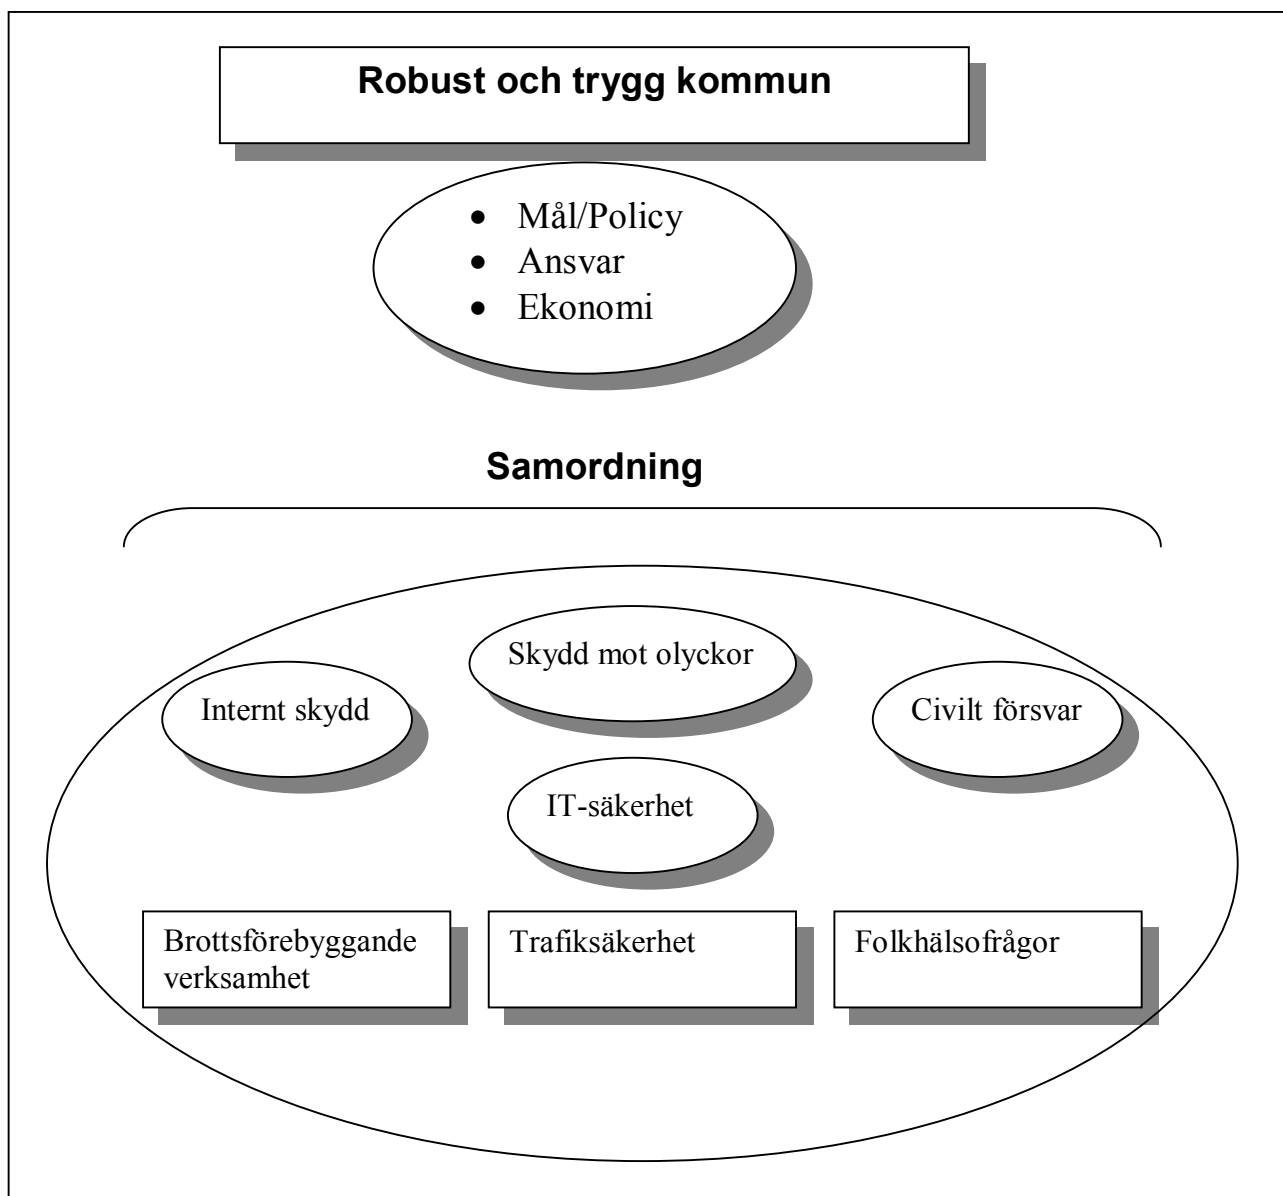 Robust och trygg kommun
• Mål/Policy
• Ansvar
• Ekonomi
Samordning
Skydd mot olyckor
Internt skydd
Civilt försvar
IT-säkerhet
Brottsförebyggande
verksamhet
Trafiksäkerhet
Folkhälsofrågor